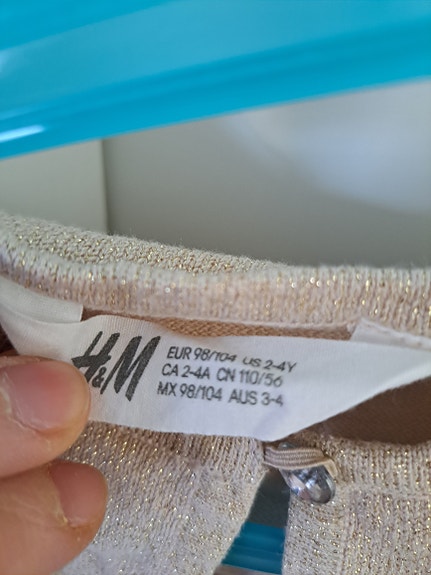 H&M
EUR 98/104 US 2-4Y
CA 2-4A CN 110/56
MX 98/104 AUS 3-4